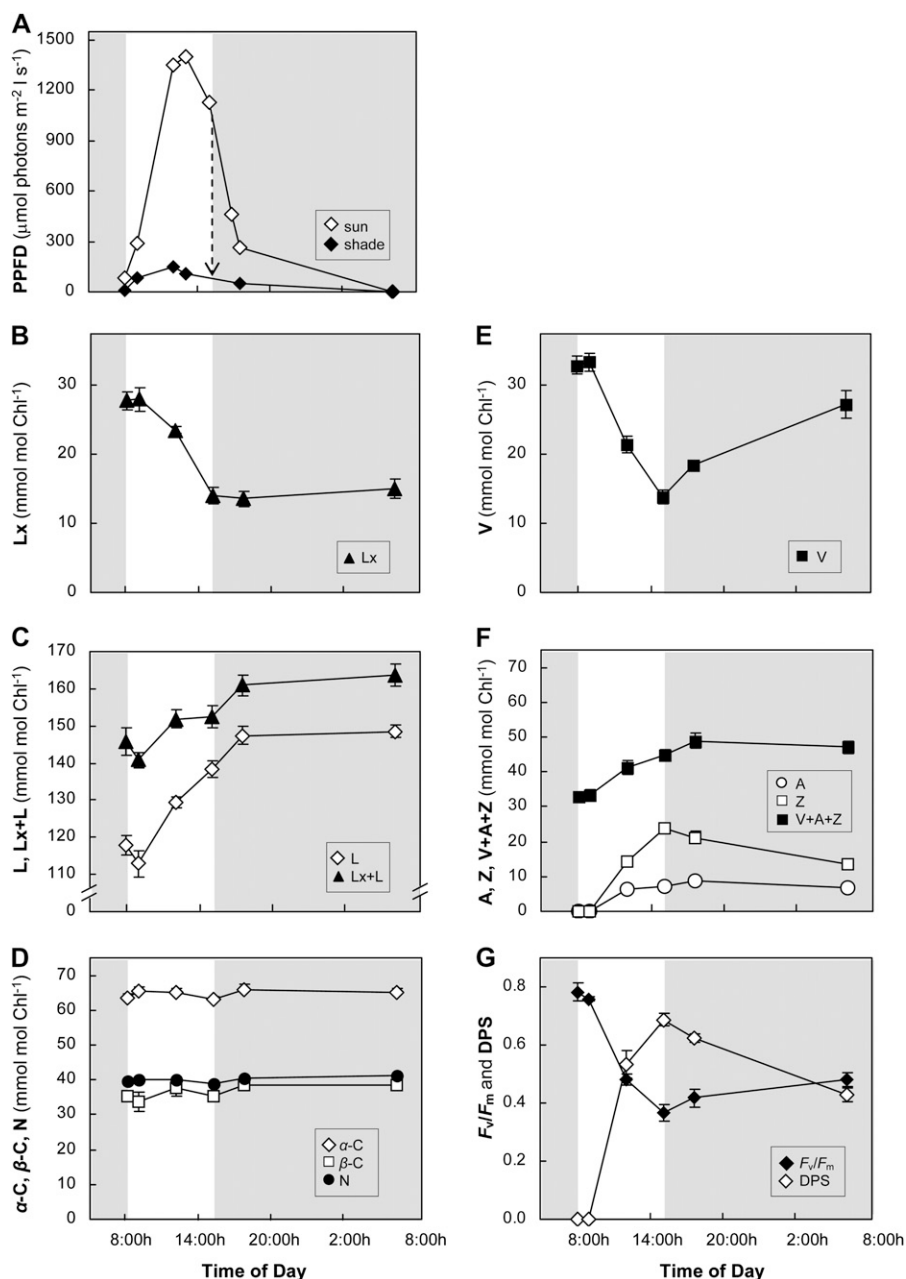 A
PPFD (μmol photons m⁻² l s⁻¹)
1500
1200
900
600
300
0
sun
shade
B
Lx (mmol mol Chl⁻¹)
30
20
10
0
Lx
E
V (mmol mol Chl⁻¹)
30
20
10
0
V
C
L, Lx+L (mmol mol Chl⁻¹)
170
160
150
140
130
120
110
0
L
Lx+L
F
A, Z, V+A+Z (mmol mol Chl⁻¹)
70
60
50
40
30
20
10
0
A
Z
V+A+Z
D
α-C, β-C, N (mmol mol Chl⁻¹)
70
60
50
40
30
20
10
0
α-C
β-C
N
8:00h 14:00h 20:00h 2:00h 8:00h
Time of Day
G
Fv/Fm and DPS
0.8
0.6
0.4
0.2
0.0
Fv/Fm
DPS
8:00h 14:00h 20:00h 2:00h 8:00h
Time of Day